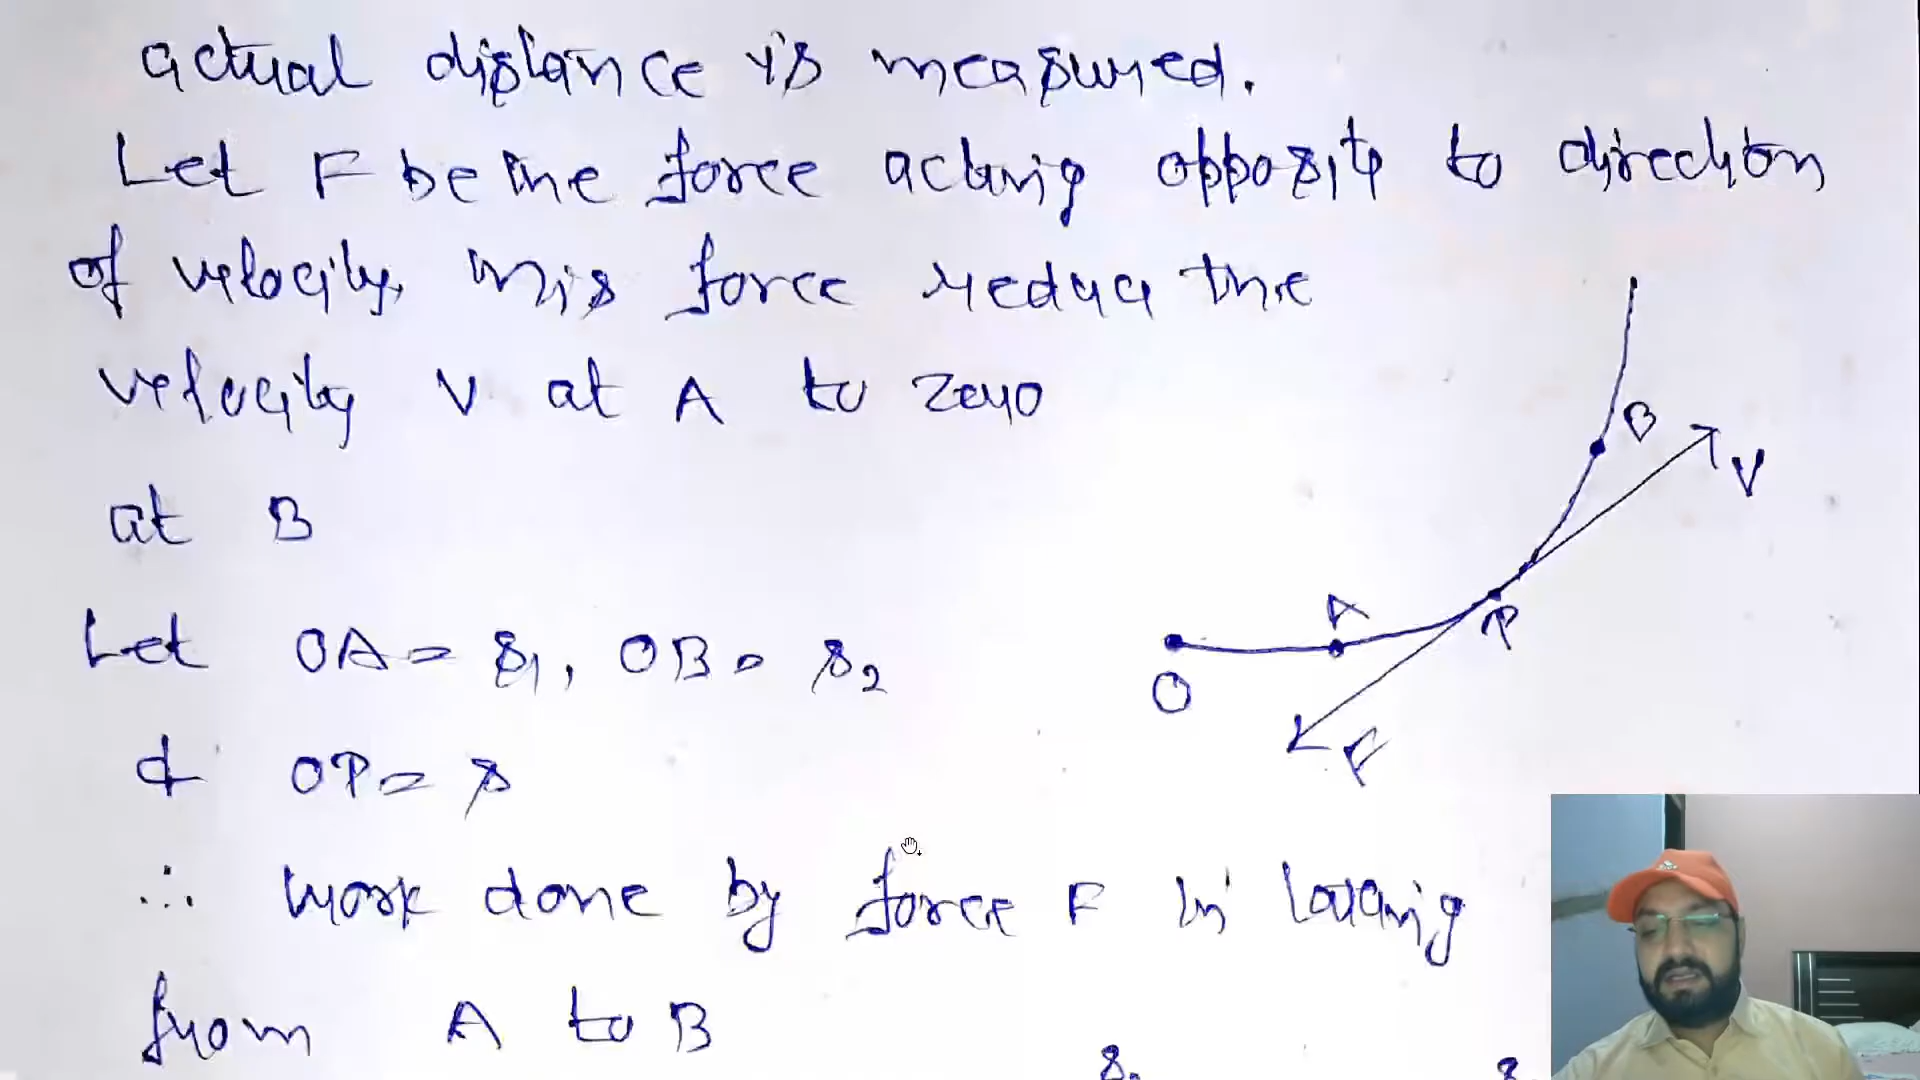 actual distance is measured.
Let F be the force acting opposite to direction
of velocity, this force reduce the
velocity V at A to zero
at B
Let OA = s1, OB = s2
& OP = s
∴ work done by force F in
from A to B
B
V
A
P
O
F